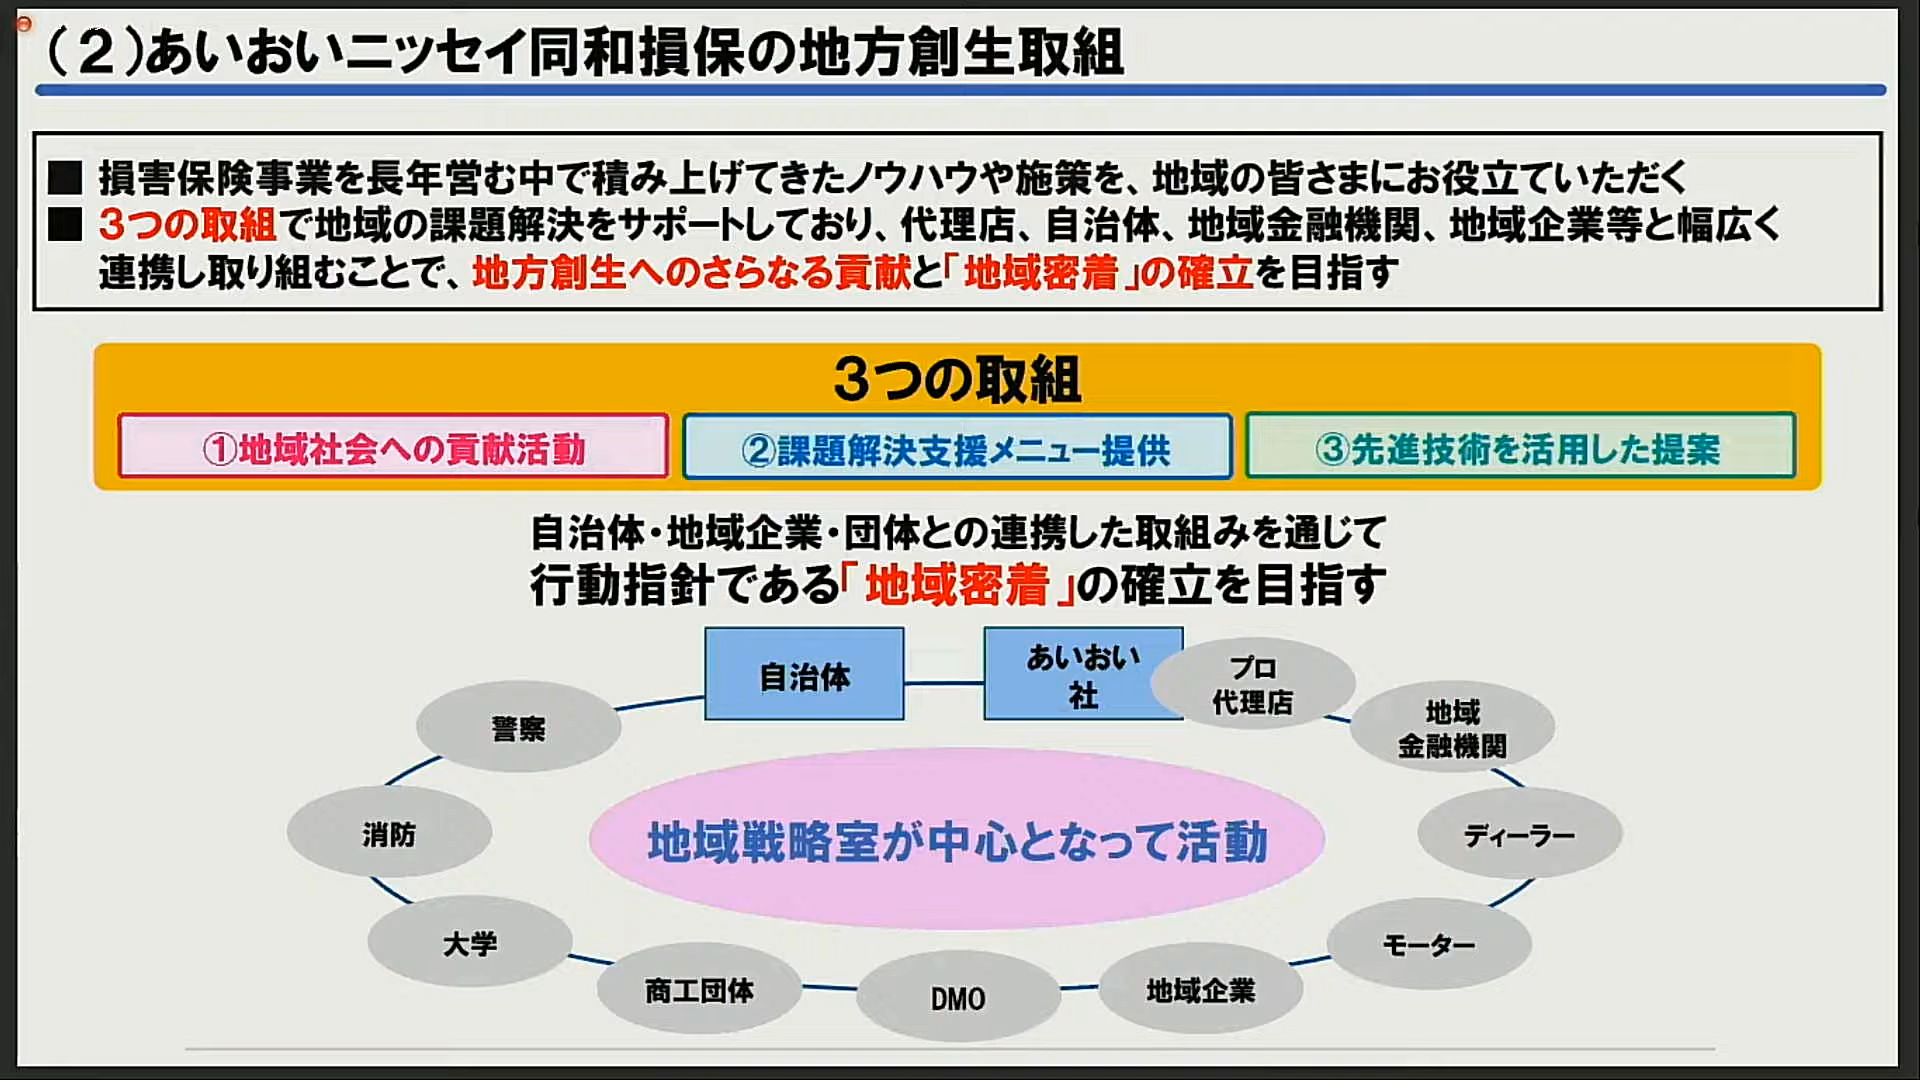 （２）あいおいニッセイ同和損保の地方創生取組
■ 損害保険事業を長年営む中で積み上げてきたノウハウや施策を、地域の皆さまにお役立ていただく
■ ３つの取組で地域の課題解決をサポートしており、代理店、自治体、地域金融機関、地域企業等と幅広く
連携し取り組むことで、地方創生へのさらなる貢献と「地域密着」の確立を目指す
３つの取組
①地域社会への貢献活動
②課題解決支援メニュー提供
③先進技術を活用した提案
自治体・地域企業・団体との連携した取組みを通じて
行動指針である「地域密着」の確立を目指す
自治体
あいおい
社
プロ
代理店
警察
地域
金融機関
消防
地域戦略室が中心となって活動
ディーラー
大学
モーター
商工団体
DMO
地域企業